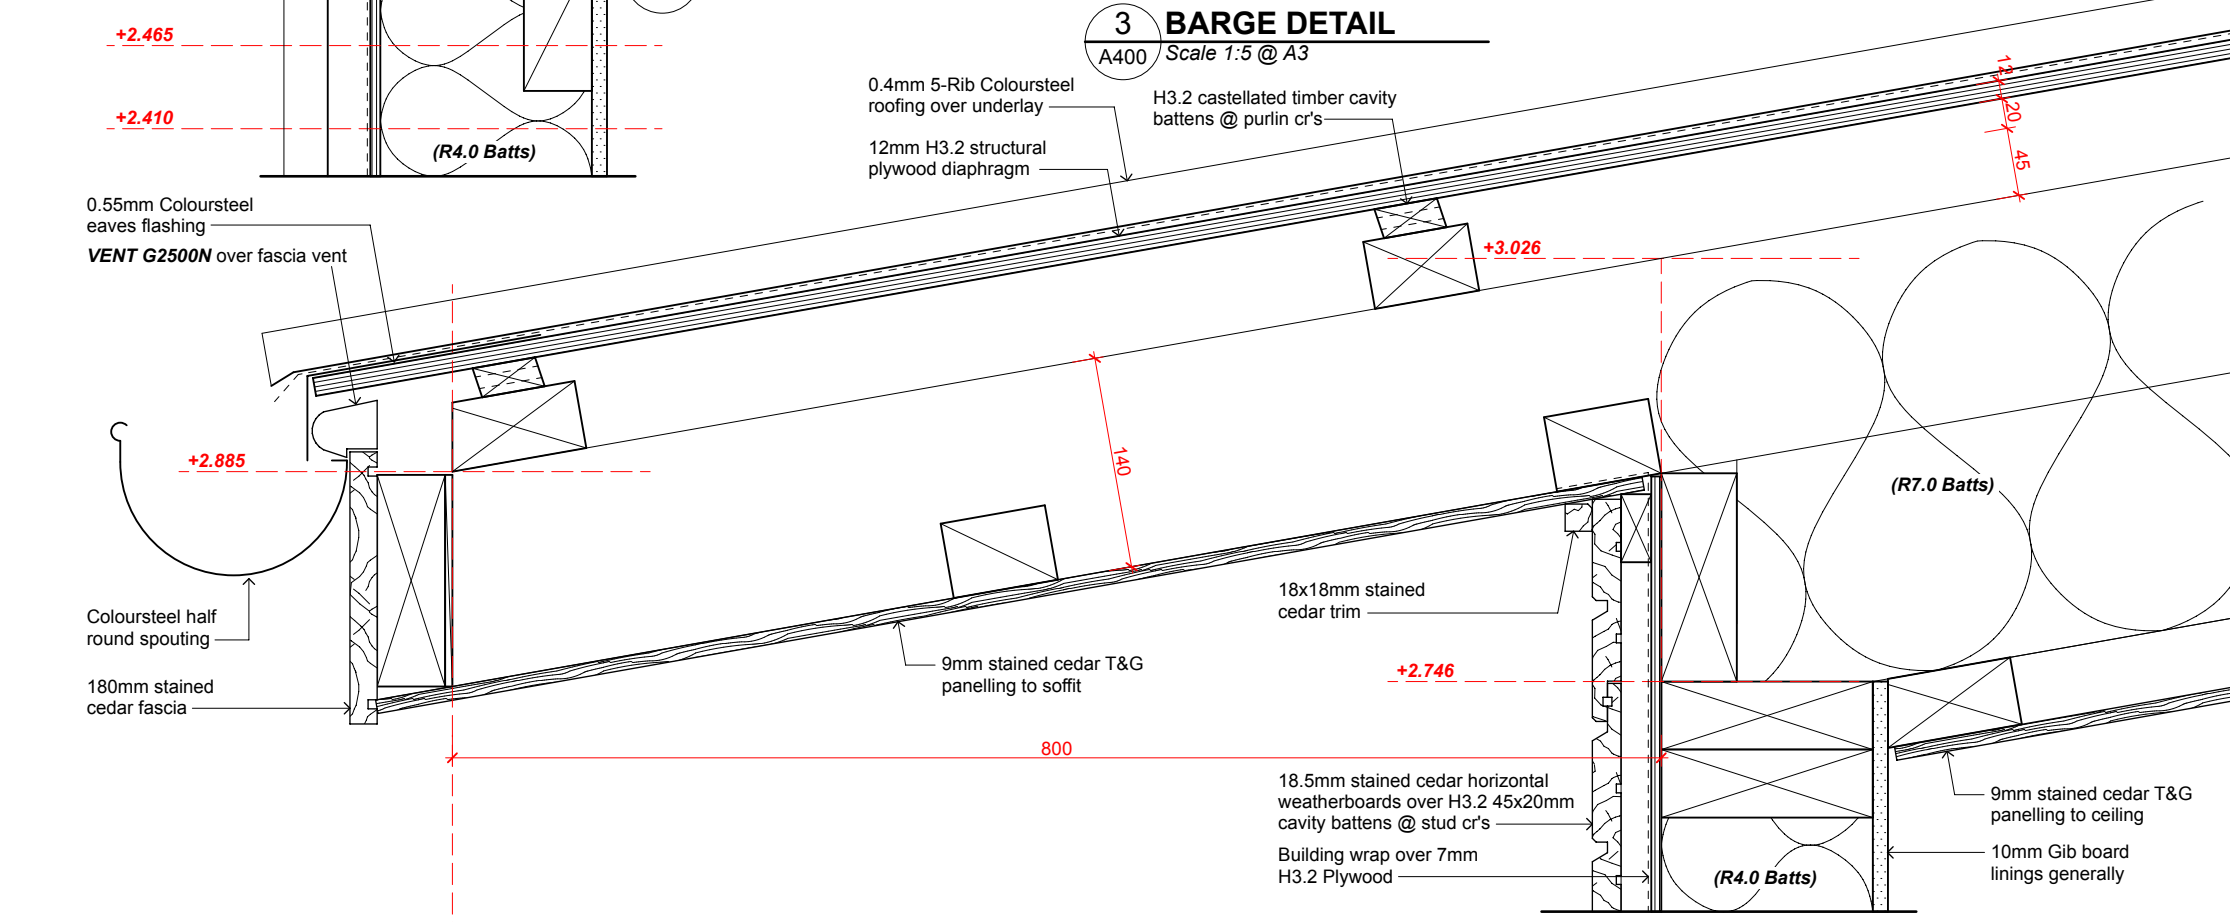 +2.465
3
BARGE DETAIL
A400
Scale 1:5 @ A3
+2.410
(R4.0 Batts)
0.4mm 5-Rib Coloursteel
roofing over underlay
H3.2 castellated timber cavity
battens @ purlin cr's
12mm H3.2 structural
plywood diaphragm
12
20
45
0.55mm Coloursteel
eaves flashing
VENT G2500N over fascia vent
+3.026
+2.885
140
(R7.0 Batts)
Coloursteel half
round spouting
180mm stained
cedar fascia
9mm stained cedar T&G
panelling to soffit
18x18mm stained
cedar trim
+2.746
800
18.5mm stained cedar horizontal
weatherboards over H3.2 45x20mm
cavity battens @ stud cr's
Building wrap over 7mm
H3.2 Plywood
(R4.0 Batts)
9mm stained cedar T&G
panelling to ceiling
10mm Gib board
linings generally